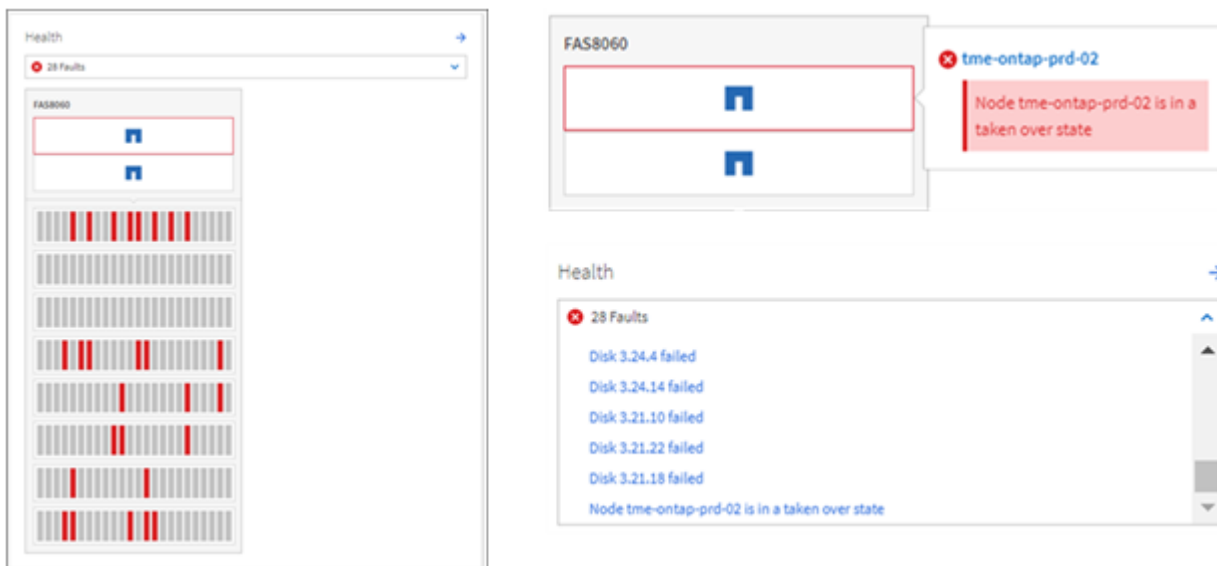 Health
28 Faults
FAS8060
FAS8060
tme-ontap-prd-02
Node tme-ontap-prd-02 is in a
taken over state
Health
28 Faults
Disk 3.24.4 failed
Disk 3.24.14 failed
Disk 3.21.10 failed
Disk 3.21.22 failed
Disk 3.21.18 failed
Node tme-ontap-prd-02 is in a taken over state